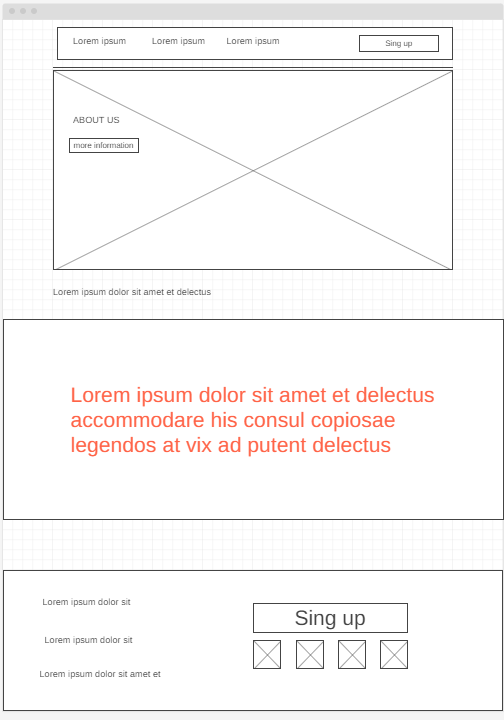 Lorem ipsum Lorem ipsum Lorem ipsum Sing up
ABOUT US
more information
Lorem ipsum dolor sit amet et delectus
Lorem ipsum dolor sit amet et delectus
accommodare his consul copiosae
legendos at vix ad putent delectus
Lorem ipsum dolor sit
Lorem ipsum dolor sit
Lorem ipsum dolor sit amet et
Sing up